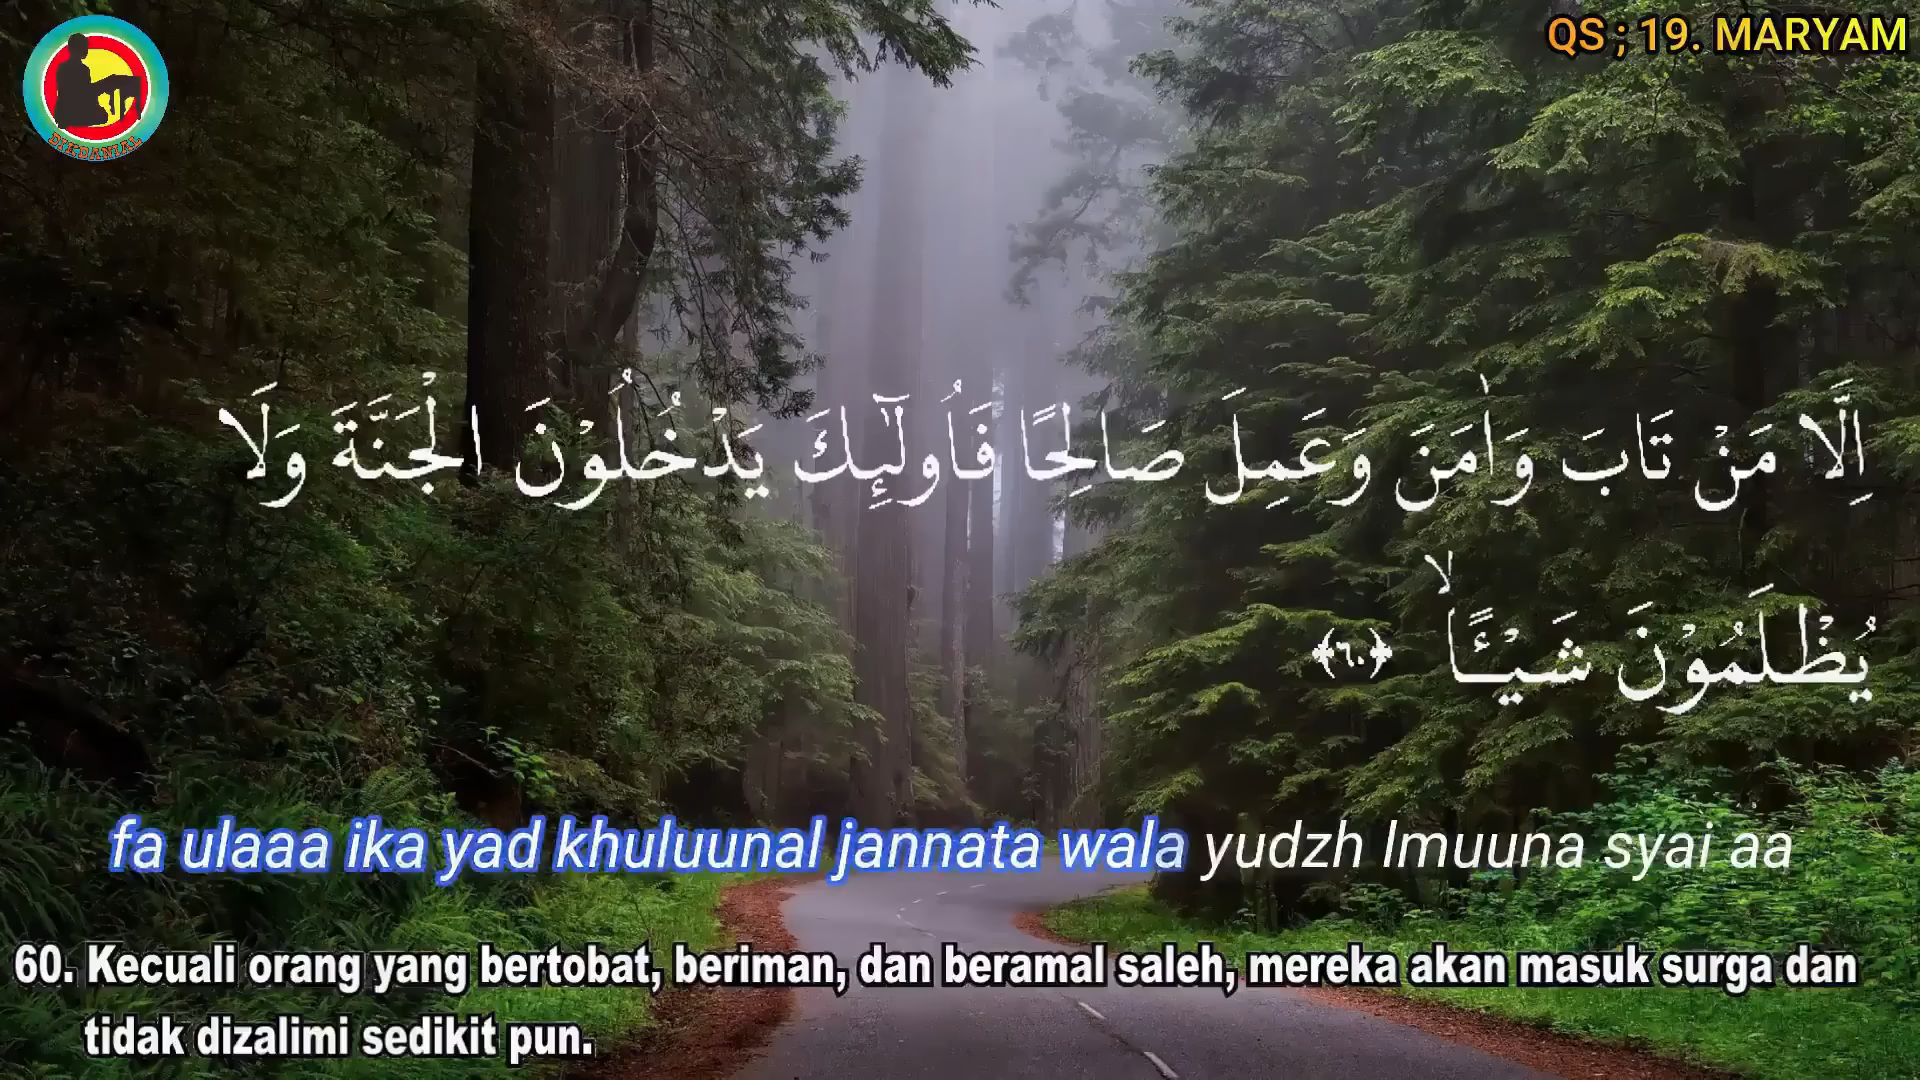 DIKDANIAL
QS ; 19. MARYAM
اِلَّا مَنْ تَابَ وَاٰمَنَ وَعَمِلَ صَالِحًا فَاُولٰۤىِٕكَ يَدْخُلُوْنَ الْجَنَّةَ وَلَا
يُظْلَمُوْنَ شَيْـًٔا ۙ ﴿٦٠﴾
fa ulaaa ika yad khuluunal jannata wala yudzh lmuuna syai aa
60. Kecuali orang yang bertobat, beriman, dan beramal saleh, mereka akan masuk surga dan
tidak dizalimi sedikit pun.